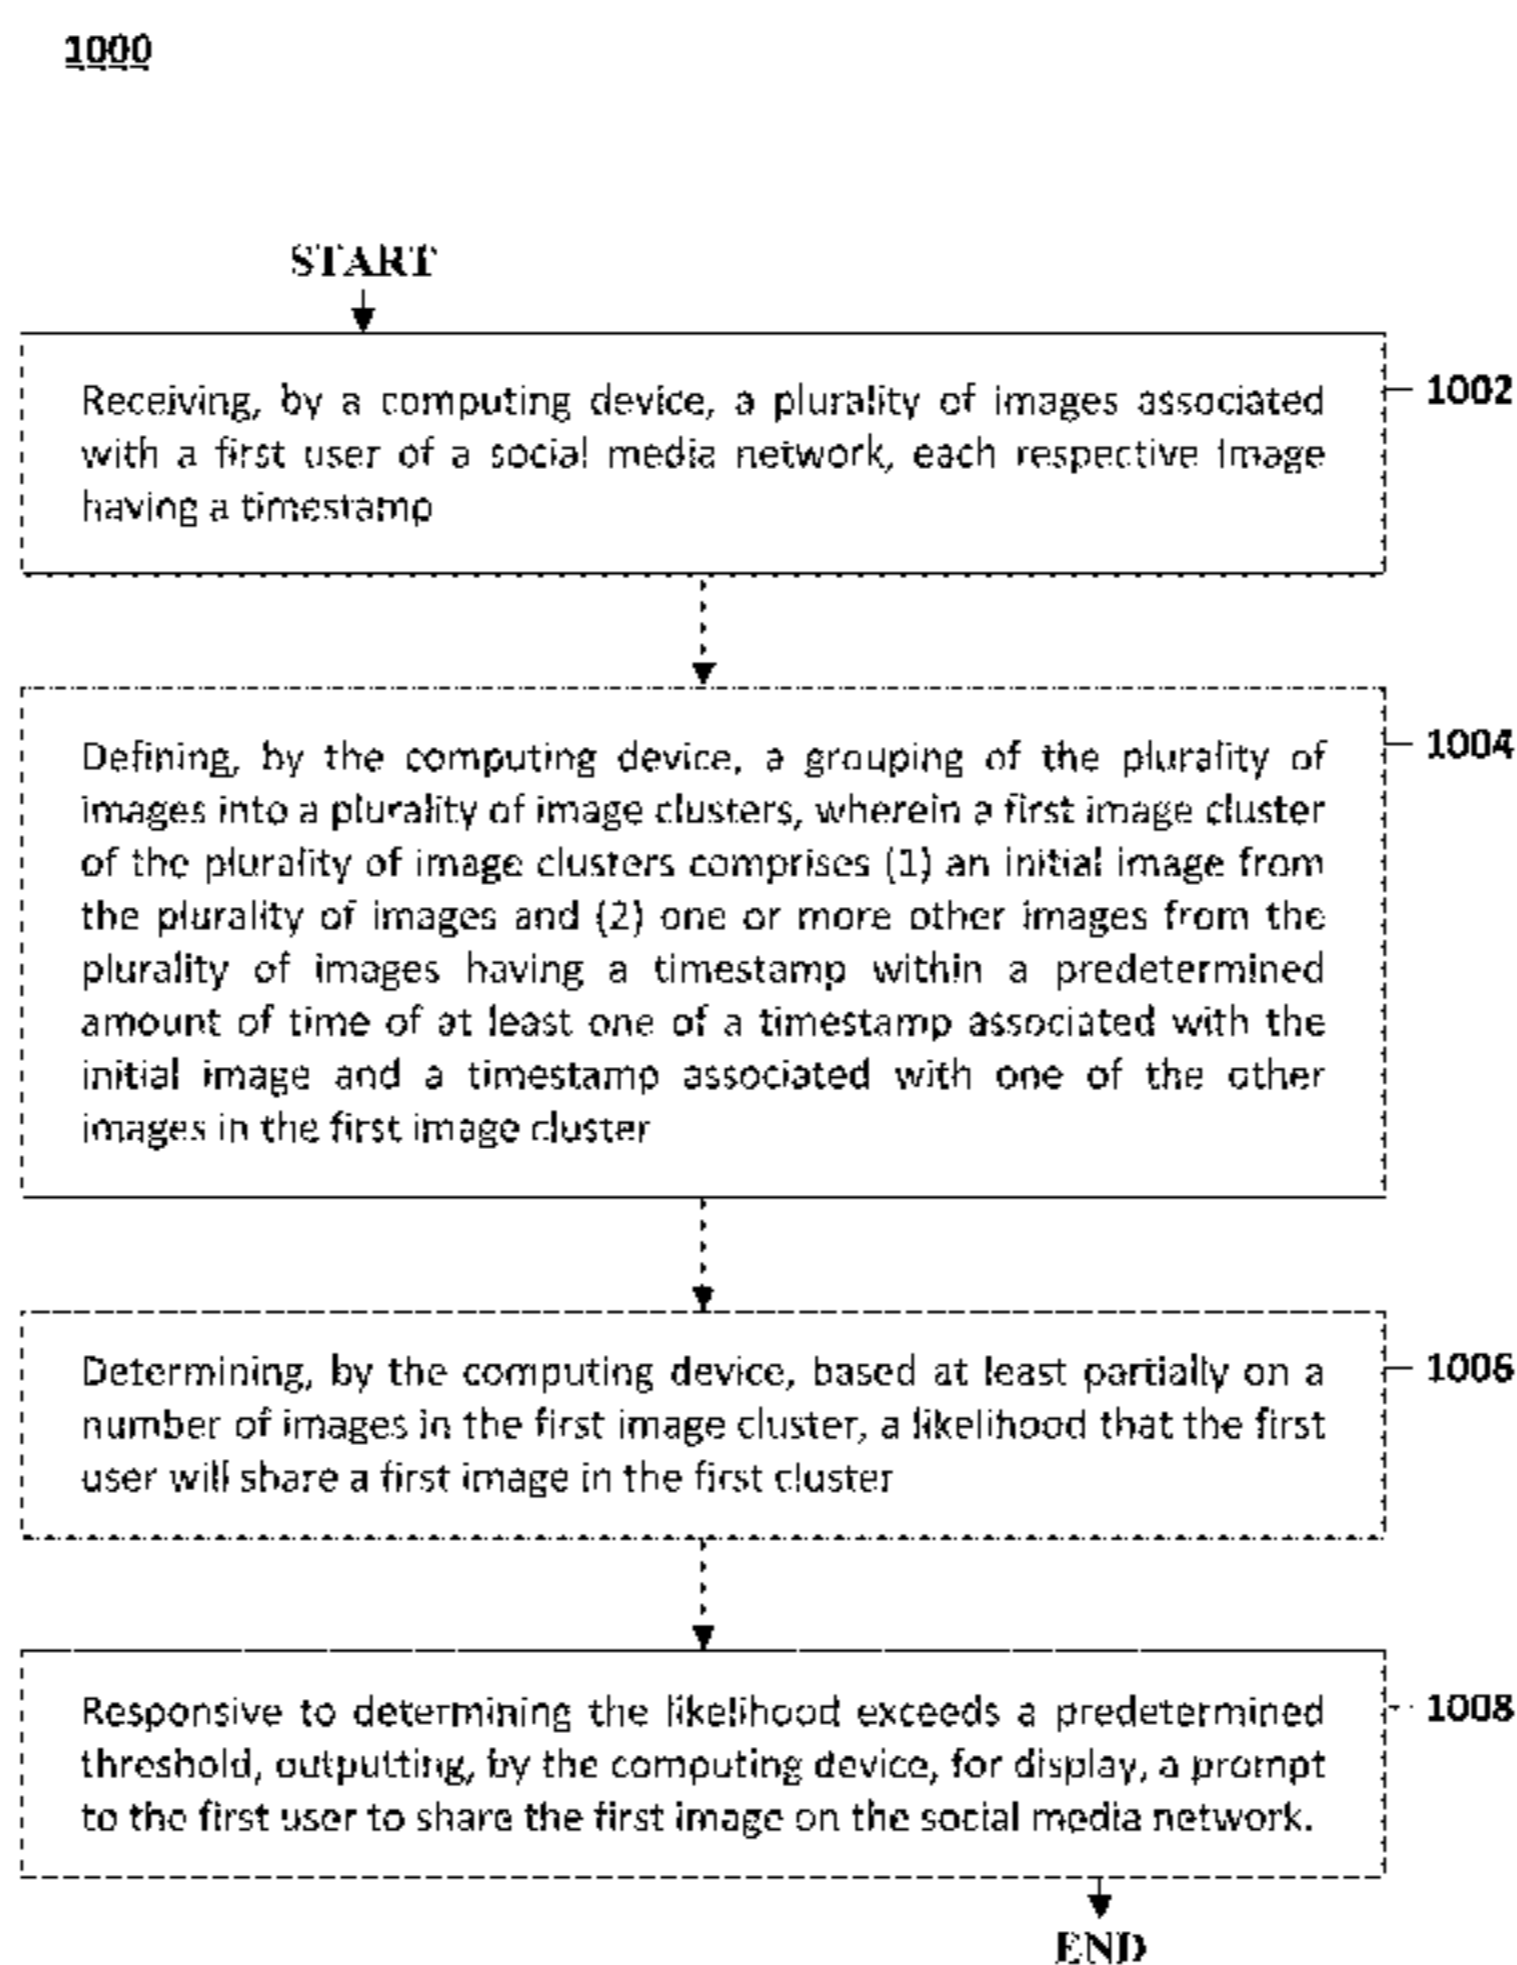 1000
START
Receiving, by a computing device, a plurality of images associated
with a first user of a social media network, each respective image
having a timestamp
1002
Defining, by the computing device, a grouping of the plurality of
images into a plurality of image clusters, wherein a first image cluster
of the plurality of image clusters comprises (1) an initial image from
the plurality of images and (2) one or more other images from the
plurality of images having a timestamp within a predetermined
amount of time of at least one of a timestamp associated with the
initial image and a timestamp associated with one of the other
images in the first image cluster
1004
Determining, by the computing device, based at least partially on a
number of images in the first image cluster, a likelihood that the first
user will share a first image in the first cluster
1006
Responsive to determining the likelihood exceeds a predetermined
threshold, outputting, by the computing device, for display, a prompt
to the first user to share the first image on the social media network.
1008
END